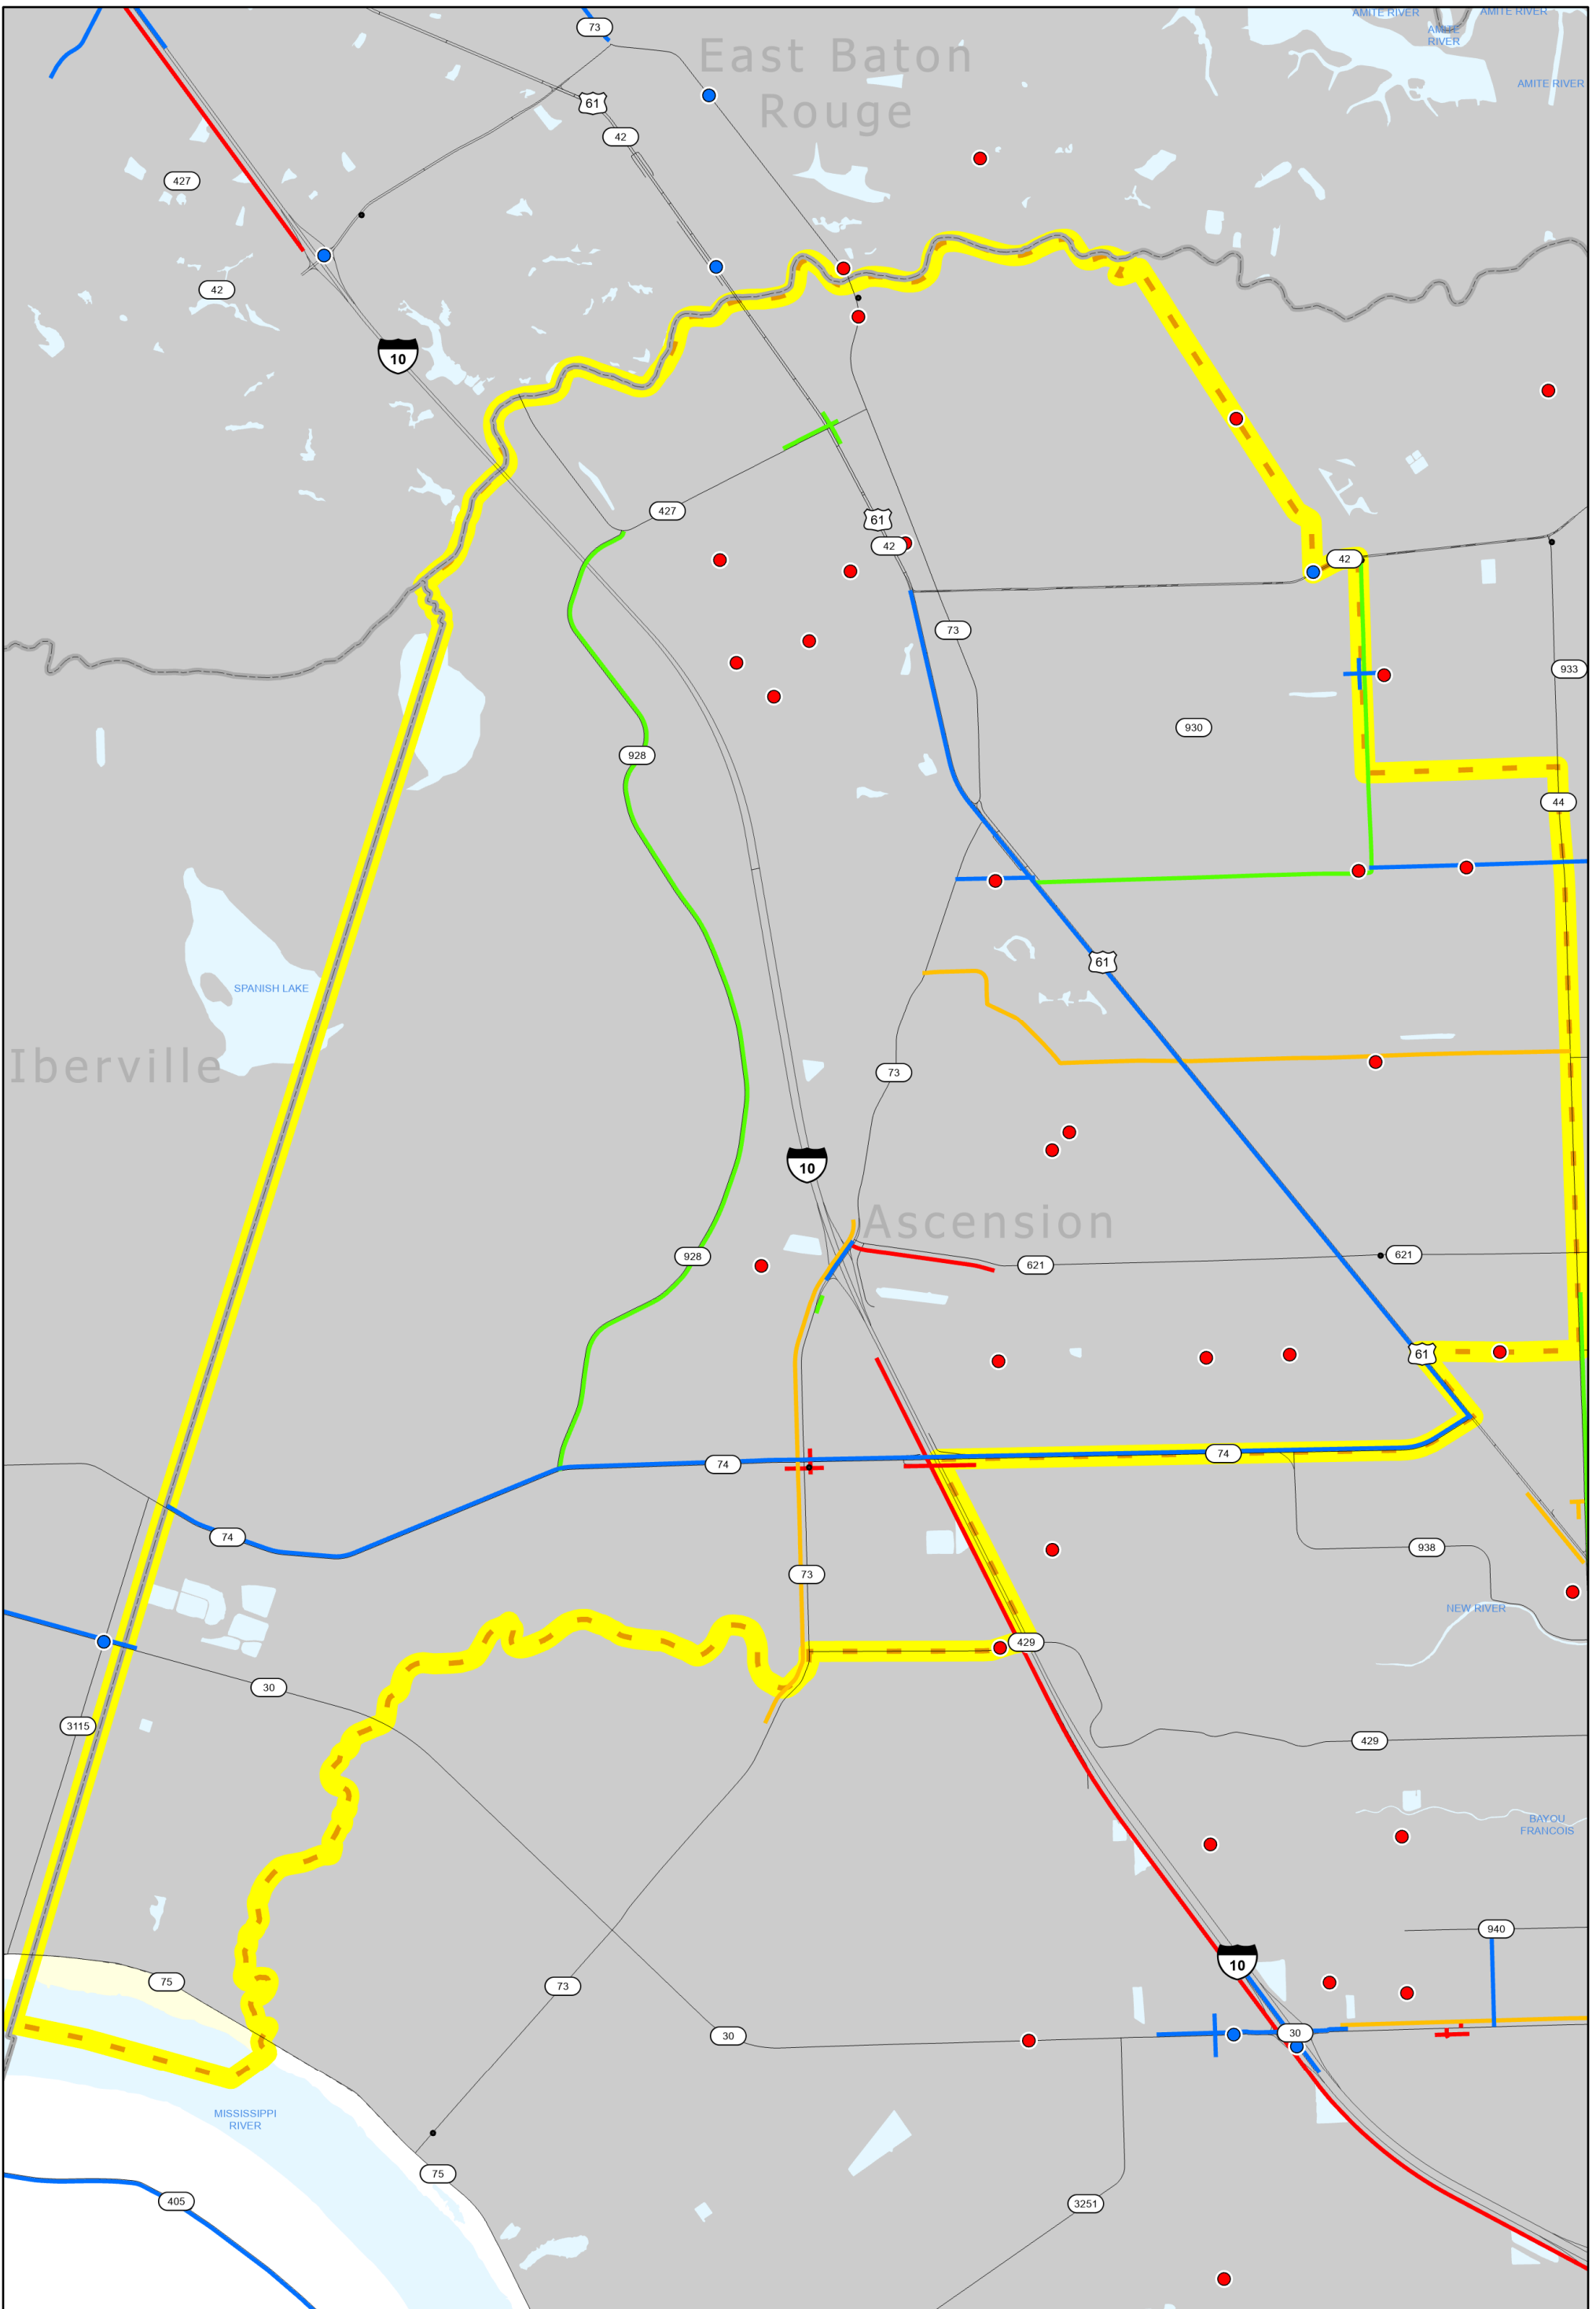 AMITE RIVER
AMITE RIVER
73
AMITE
RIVER
East Baton
Rouge
AMITE RIVER
61
42
427
42
10
427
61
42
42
73
933
930
928
44
61
SPANISH LAKE
Iberville
73
10
Ascension
928
621
621
61
74
74
74
938
73
NEW RIVER
429
30
3115
429
BAYOU
FRANCOIS
940
10
75
73
30
30
MISSISSIPPI
RIVER
75
405
3251